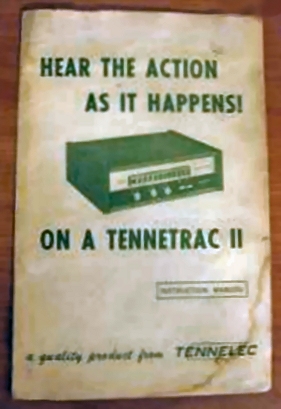 HEAR THE ACTION
AS IT HAPPENS!
ON A TENNETRAC II
INSTRUCTION MANUAL
a quality product from TENNELEC